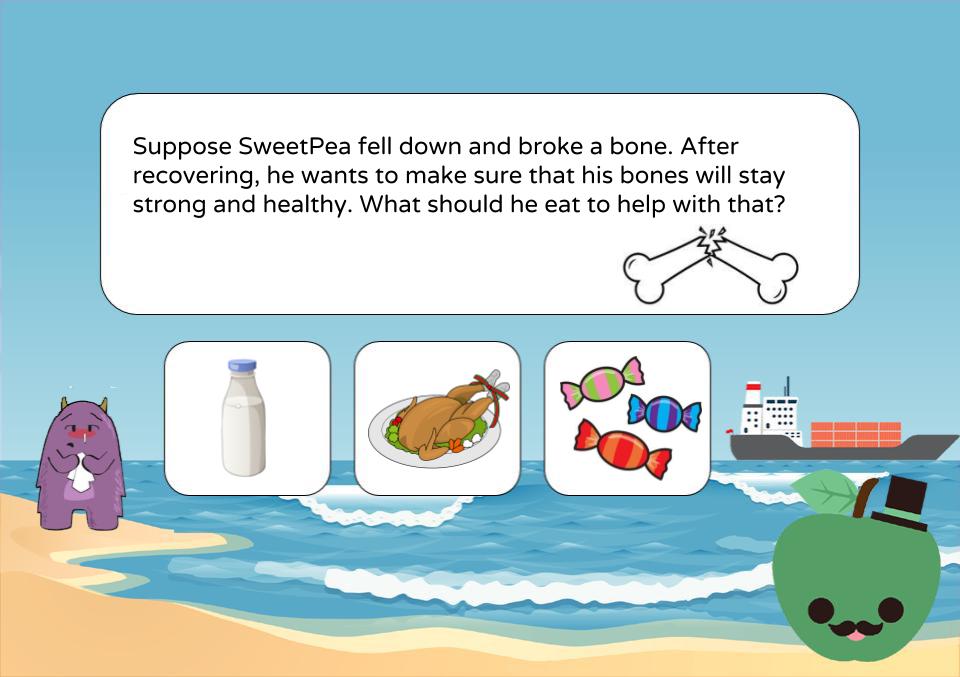 Suppose SweetPea fell down and broke a bone. After
recovering, he wants to make sure that his bones will stay
strong and healthy. What should he eat to help with that?